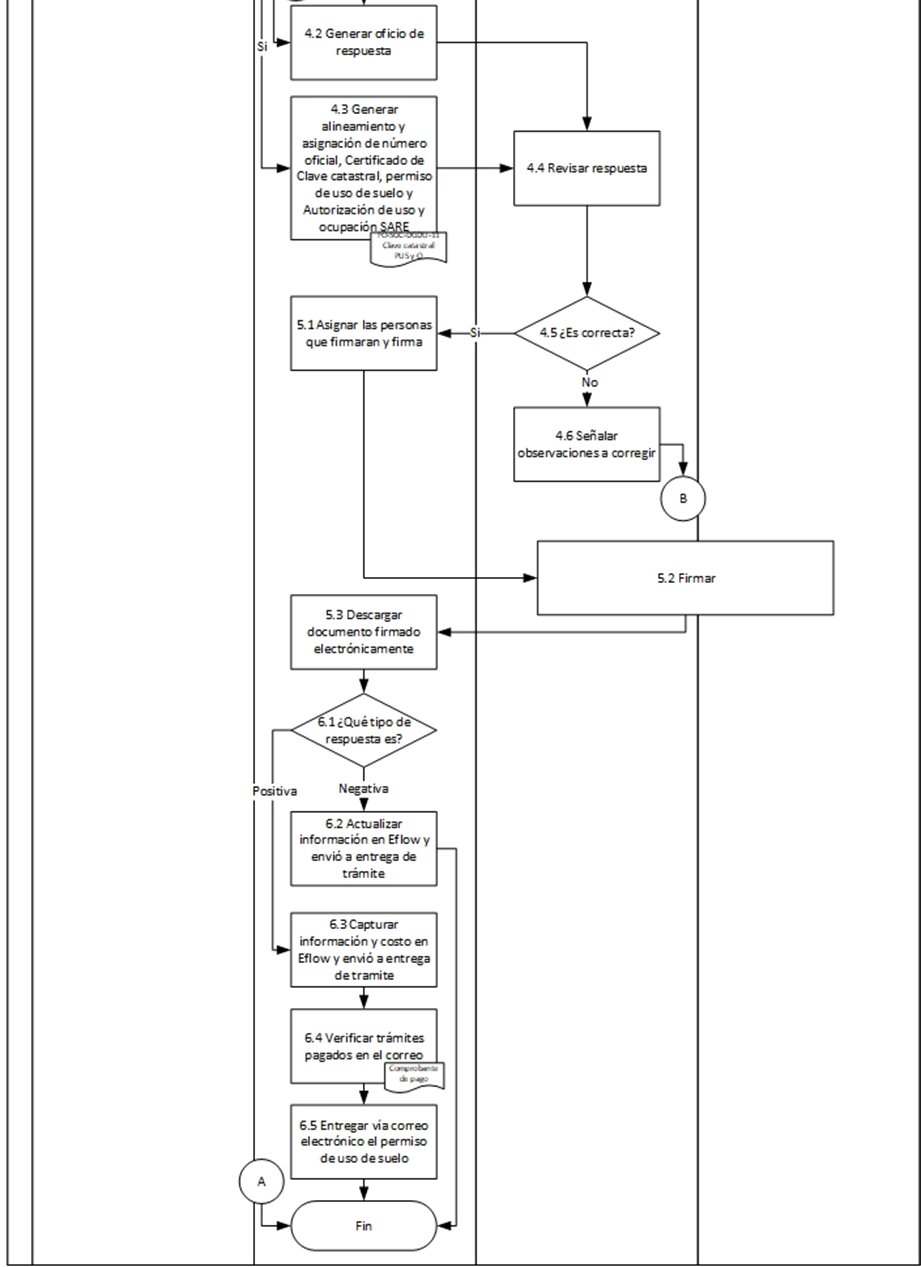 Si
4.2 Generar oficio de
respuesta
4.3 Generar
alineamiento y
asignación de número
oficial, Certificado de
Clave catastral, permiso
de uso de suelo y
Autorización de uso y
ocupación SARE
Clave catastral
PUS y O
4.4 Revisar respuesta
4.5 ¿Es correcta?
Si
5.1 Asignar las personas
que firmaran y firma
No
4.6 Señalar
observaciones a corregir
B
5.2 Firmar
5.3 Descargar
documento firmado
electrónicamente
6.1 ¿Qué tipo de
respuesta es?
Positiva
Negativa
6.2 Actualizar
información en Eflow y
envió a entrega de
trámite
6.3 Capturar
información y costo en
Eflow y envió a entrega
de tramite
6.4 Verificar trámites
pagados en el correo
Comprobante
de pago
6.5 Entregar vía correo
electrónico el permiso
de uso de suelo
A
Fin